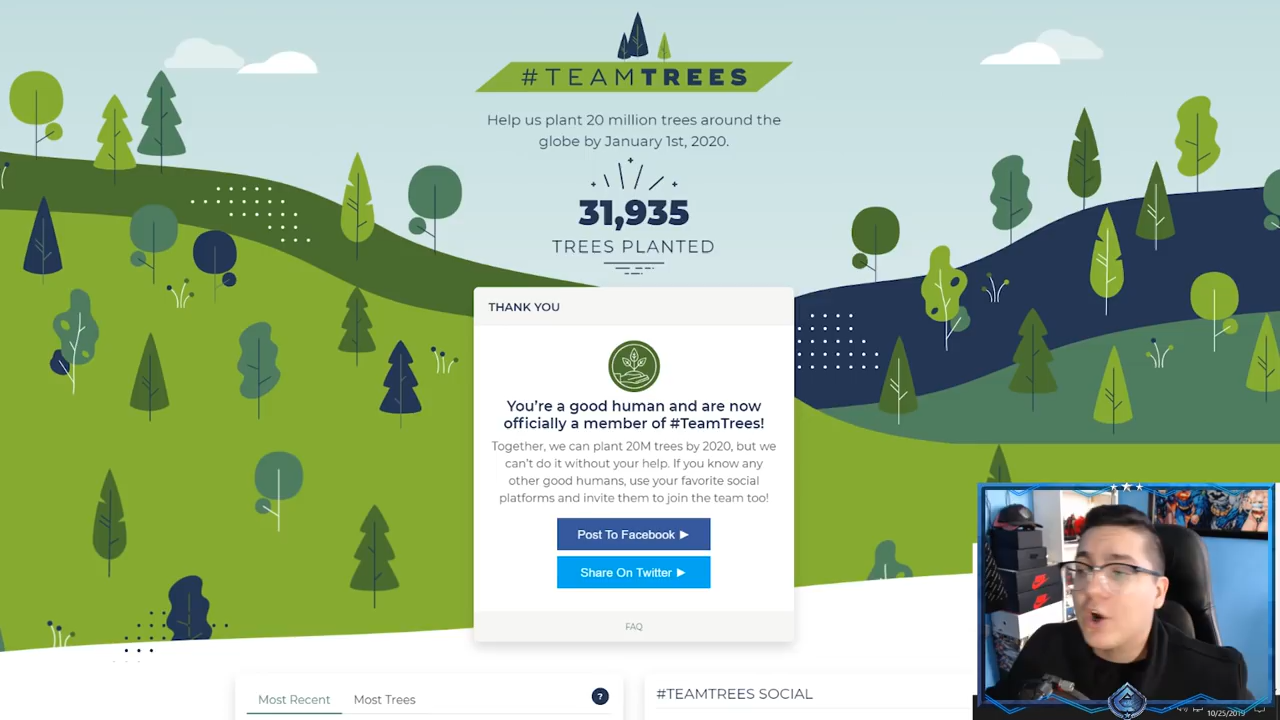 #TEAMTREES
Help us plant 20 million trees around the
globe by January 1st, 2020.
31,935
TREES PLANTED
THANK YOU
You're a good human and are now
officially a member of #TeamTrees!
Together, we can plant 20M trees by 2020, but we
can't do it without your help. If you know any
other good humans, use your favorite social
platforms and invite them to join the team too!
Post To Facebook ▶
Share On Twitter ▶
FAQ
Most Recent
Most Trees
?
#TEAMTREES SOCIAL
10/25/2019